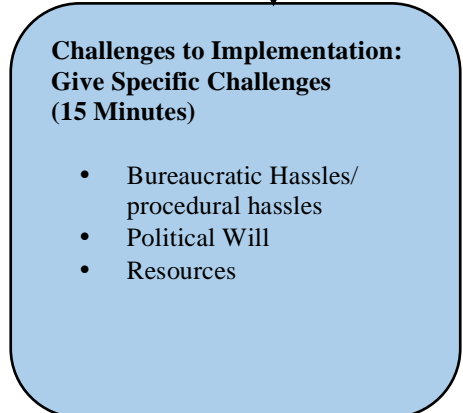 Challenges to Implementation:
Give Specific Challenges
(15 Minutes)
• Bureaucratic Hassles/
procedural hassles
• Political Will
• Resources